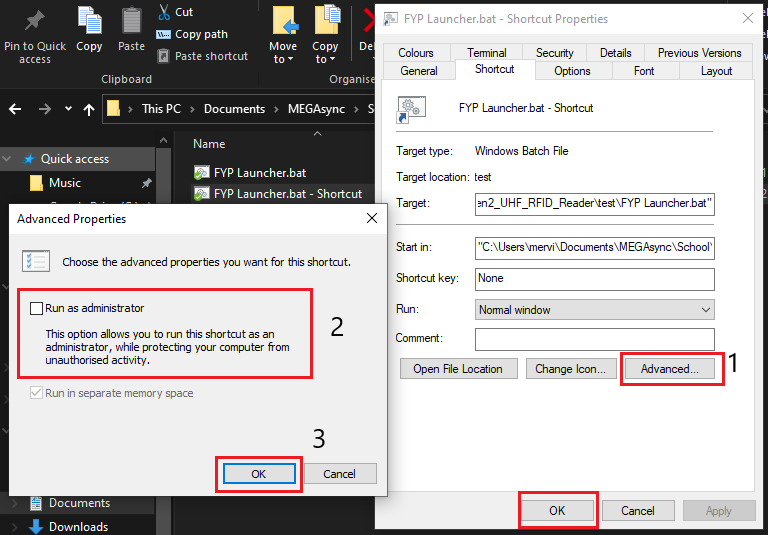 Pin to Quick
access
Copy
Paste
Cut
Copy path
Paste shortcut
Clipboard
Move
to
Copy
to
Organise
This PC
Documents
MEGAsync
Quick access
Music
Name
FYP Launcher.bat
FYP Launcher.bat - Shortcut
Documents
Downloads
FYP Launcher.bat - Shortcut Properties
Colours
Terminal
Security
Details
Previous Versions
General
Shortcut
Options
Font
Layout
FYP Launcher.bat - Shortcut
Target type: Windows Batch File
Target location: test
Target: en2_UHF_RFID_Reader\test\FYP Launcher.bat"
Start in: "C:\Users\mervi\Documents\MEGAsync\School\
Shortcut key: None
Run: Normal window
Comment:
Open File Location
Change Icon...
Advanced...
1
OK
Cancel
Apply
Advanced Properties
Choose the advanced properties you want for this shortcut.
Run as administrator
This option allows you to run this shortcut as an
administrator, while protecting your computer from
unauthorised activity.
2
Run in separate memory space
3
OK
Cancel